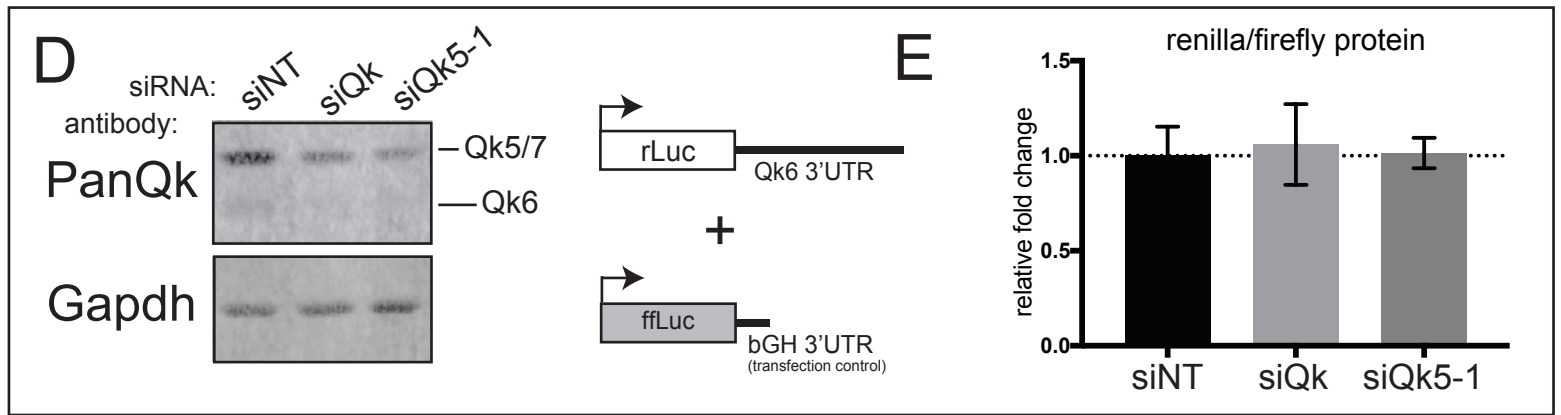 D
siRNA:
siNT
siQk
siQk5-1
antibody:
PanQk
Qk5/7
Qk6
Gapdh
rLuc
Qk6 3'UTR
+
ffLuc
bGH 3'UTR
(transfection control)
E
renilla/firefly protein
relative fold change
1.5
1.0
0.5
0.0
siNT
siQk
siQk5-1